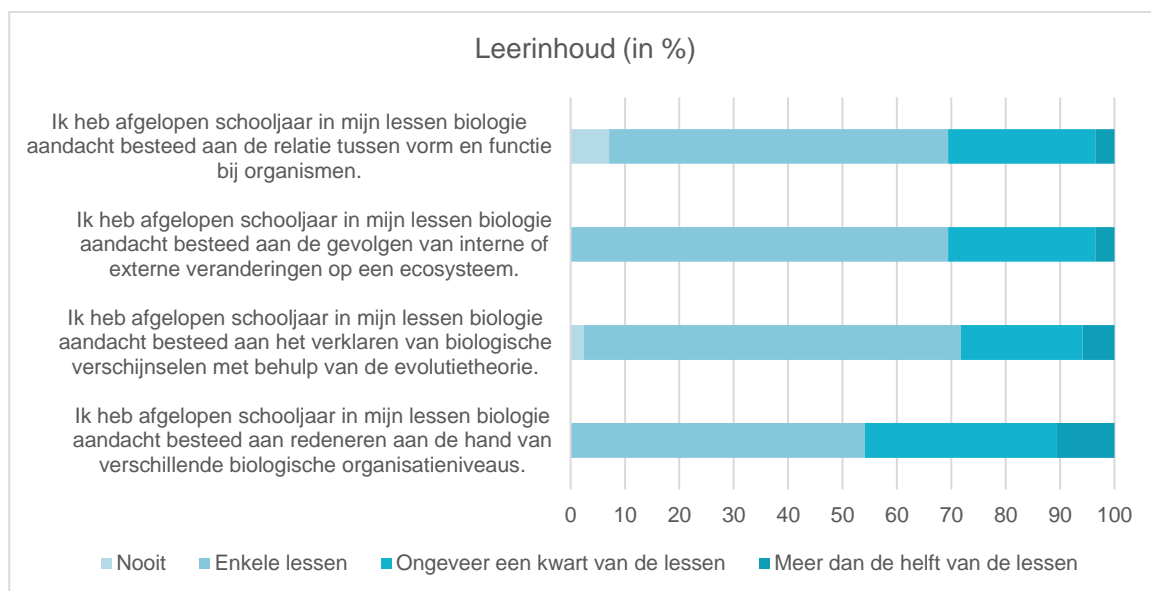 Leerinhoud (in %)
Ik heb afgelopen schooljaar in mijn lessen biologie
aandacht besteed aan de relatie tussen vorm en functie
bij organismen.
Ik heb afgelopen schooljaar in mijn lessen biologie
aandacht besteed aan de gevolgen van interne of
externe veranderingen op een ecosysteem.
Ik heb afgelopen schooljaar in mijn lessen biologie
aandacht besteed aan het verklaren van biologische
verschijnselen met behulp van de evolutietheorie.
Ik heb afgelopen schooljaar in mijn lessen biologie
aandacht besteed aan redeneren aan de hand van
verschillende biologische organisatieniveaus.
0 10 20 30 40 50 60 70 80 90 100
Nooit Enkele lessen Ongeveer een kwart van de lessen Meer dan de helft van de lessen